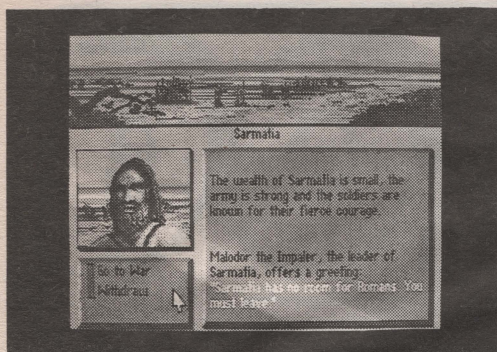 Sarmatia
The wealth of Sarmatia is small, the
army is strong and the soldiers are
known for their fierce courage.
Malodor the Impaler, the leader of
Sarmatia, offers a greeting:
"Sarmatia has no room for Romans. You
must leave."
Go to War
Withdraw